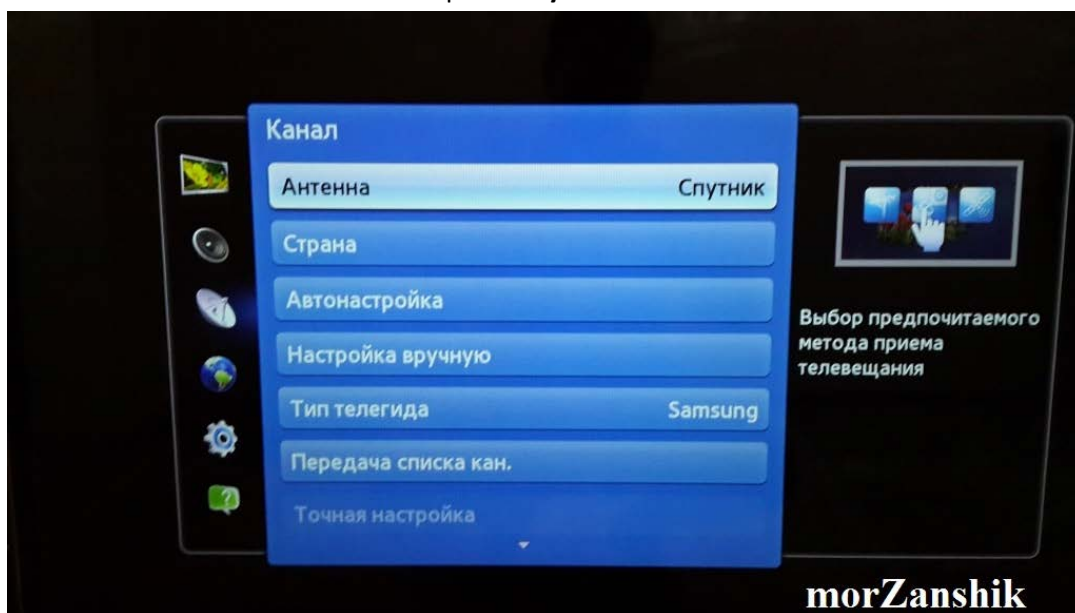 Канал
Антенна Спутник
Страна
Автонастройка
Настройка вручную
Тип телегида Samsung
Передача списка кан.
Точная настройка
Выбор предпочитаемого
метода приема
телевещания
morZanshik